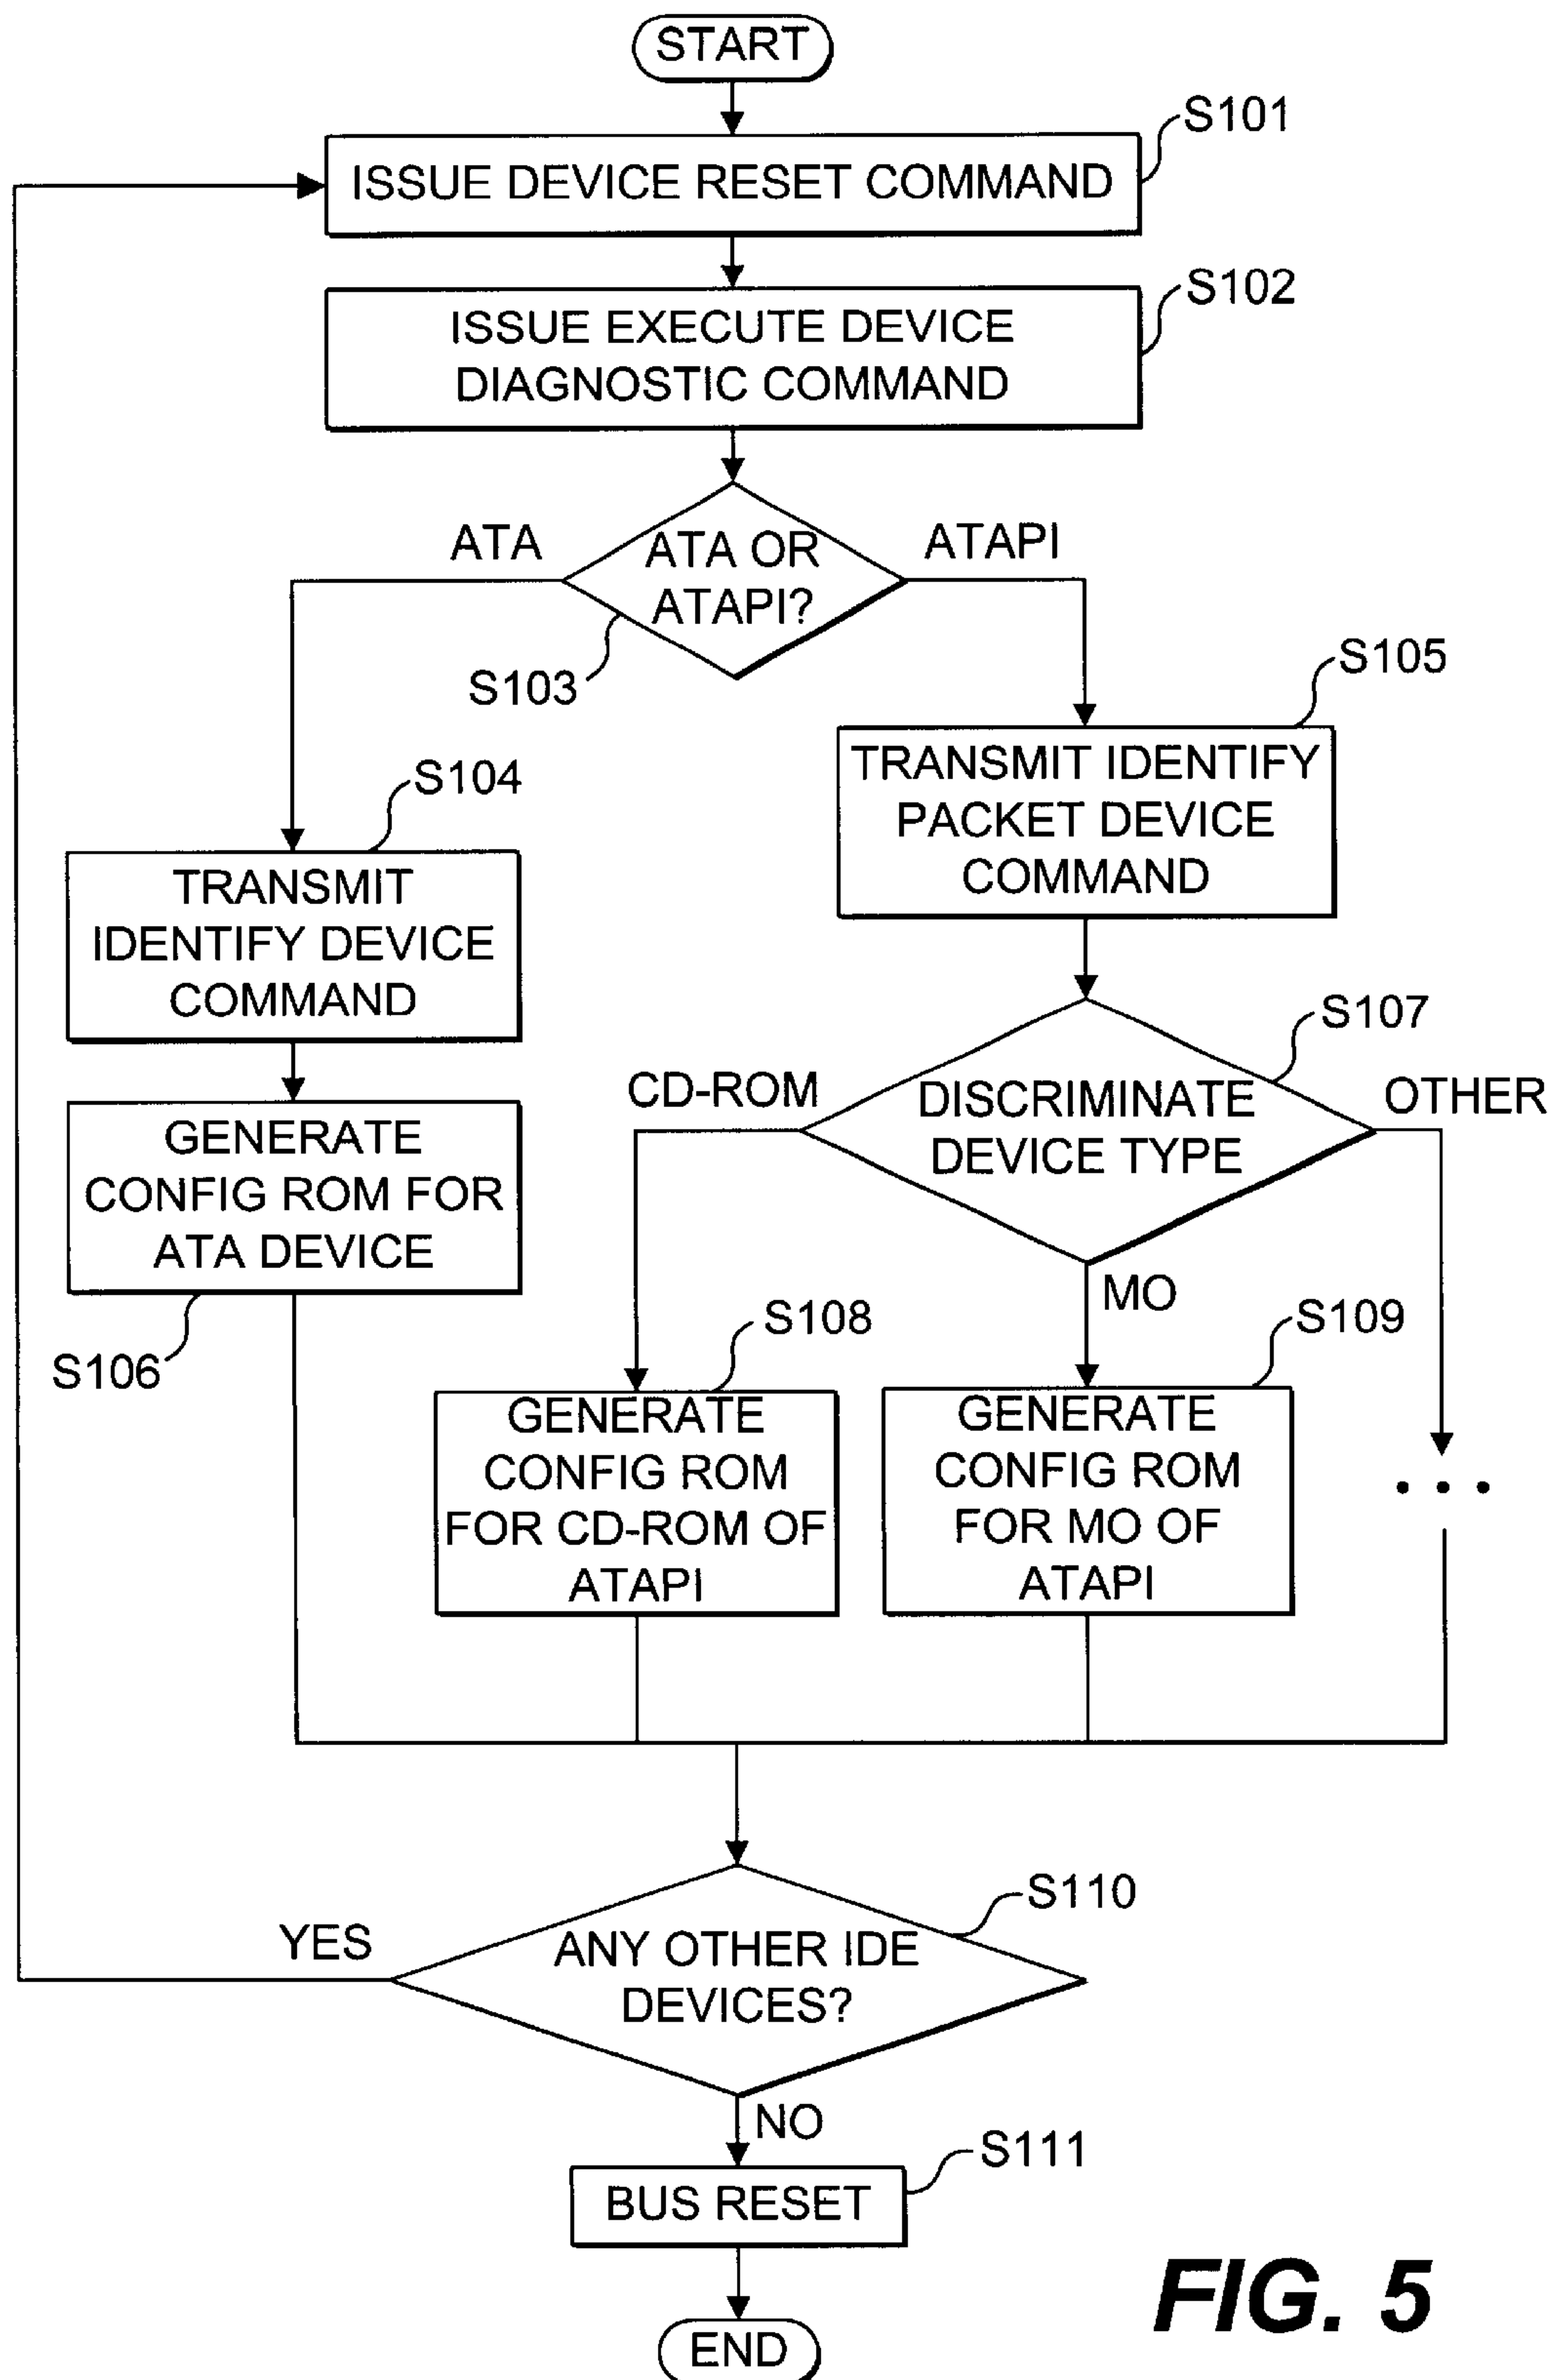 START
S101
ISSUE DEVICE RESET COMMAND
S102
ISSUE EXECUTE DEVICE
DIAGNOSTIC COMMAND
ATA
ATA OR
ATAPI?
ATAPI
S103
S105
TRANSMIT IDENTIFY
PACKET DEVICE
COMMAND
S104
TRANSMIT
IDENTIFY DEVICE
COMMAND
S107
CD-ROM
DISCRIMINATE
DEVICE TYPE
OTHER
GENERATE
CONFIG ROM FOR
ATA DEVICE
MO
S106
S108
S109
GENERATE
CONFIG ROM
FOR CD-ROM OF
ATAPI
GENERATE
CONFIG ROM
FOR MO OF
ATAPI
• • •
S110
YES
ANY OTHER IDE
DEVICES?
NO
S111
BUS RESET
END
FIG. 5